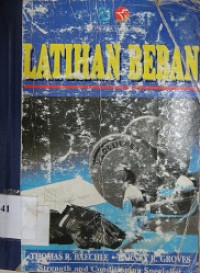 LATIHAN BEBAN
THOMAS R. BAECHLE • BARNEY R. GROVES
Strength and Conditioning Specialist
41